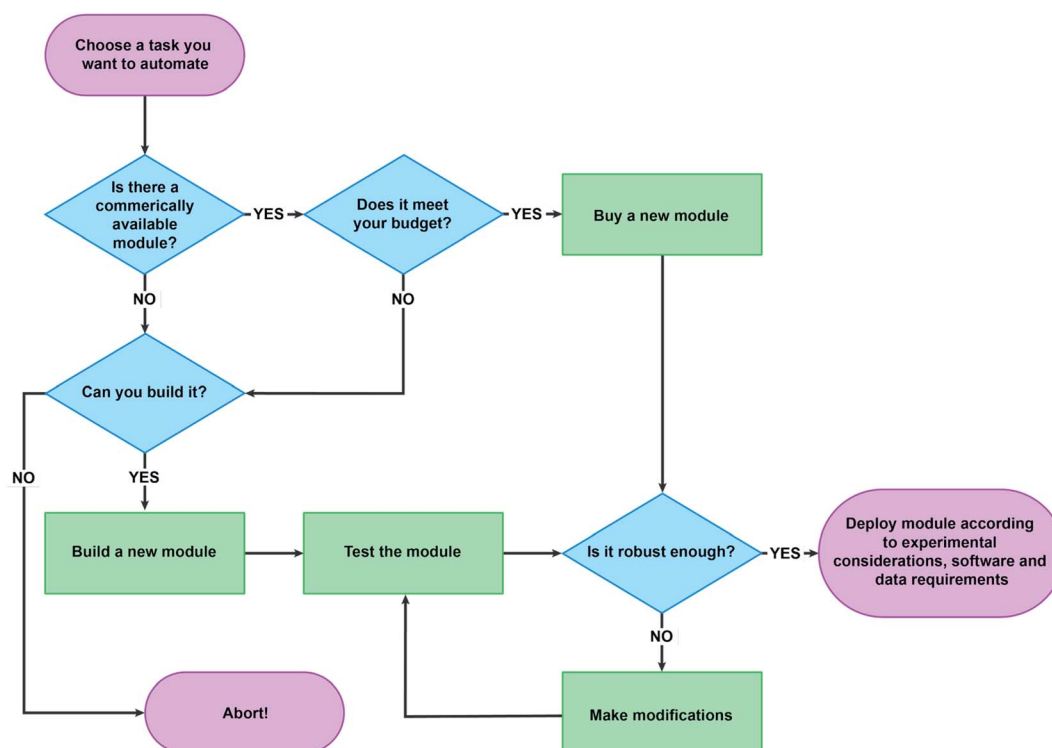 Choose a task you
want to automate
Is there a
commerically
available
module?
YES
Does it meet
your budget?
YES
Buy a new module
NO
NO
Can you build it?
NO
YES
Build a new module
Test the module
Is it robust enough?
YES
Deploy module according
to experimental
considerations, software and
data requirements
NO
Abort!
Make modifications